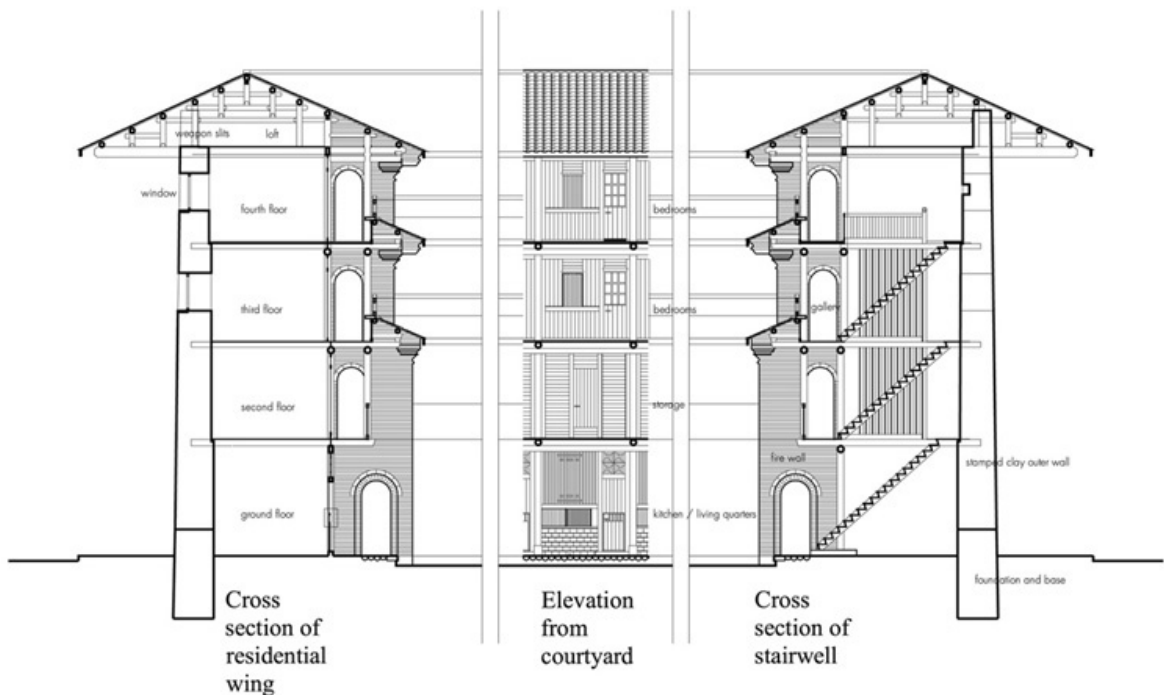 weapon slits
loft
window
fourth floor
third floor
second floor
ground floor
bedrooms
bedrooms
storage
kitchen / living quarters
gallery
fire wall
stamped clay outer wall
foundation and base
Cross
section of
residential
wing
Elevation
from
courtyard
Cross
section of
stairwell